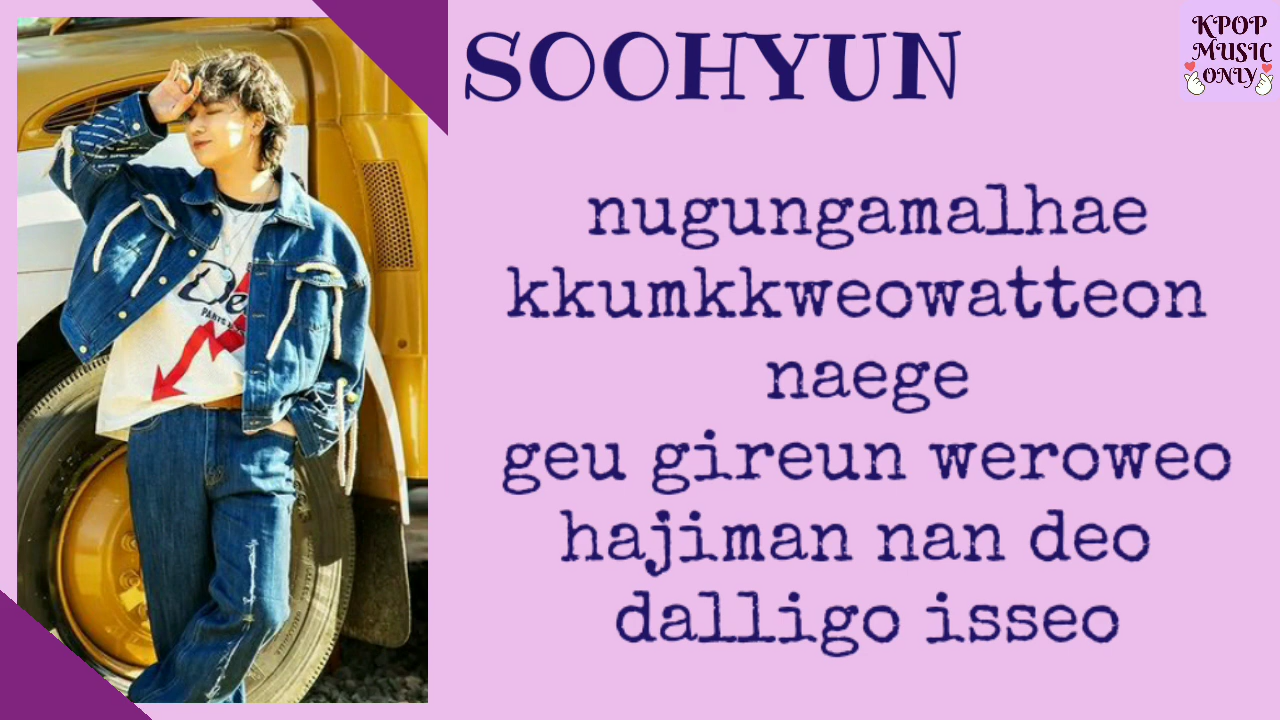 SOOHYUN
KPOP
MUSIC
ONLY
nugungamalhae
kkumkkweowatteon
naege
geu gireun weroweo
hajiman nan deo
dalligo isseo